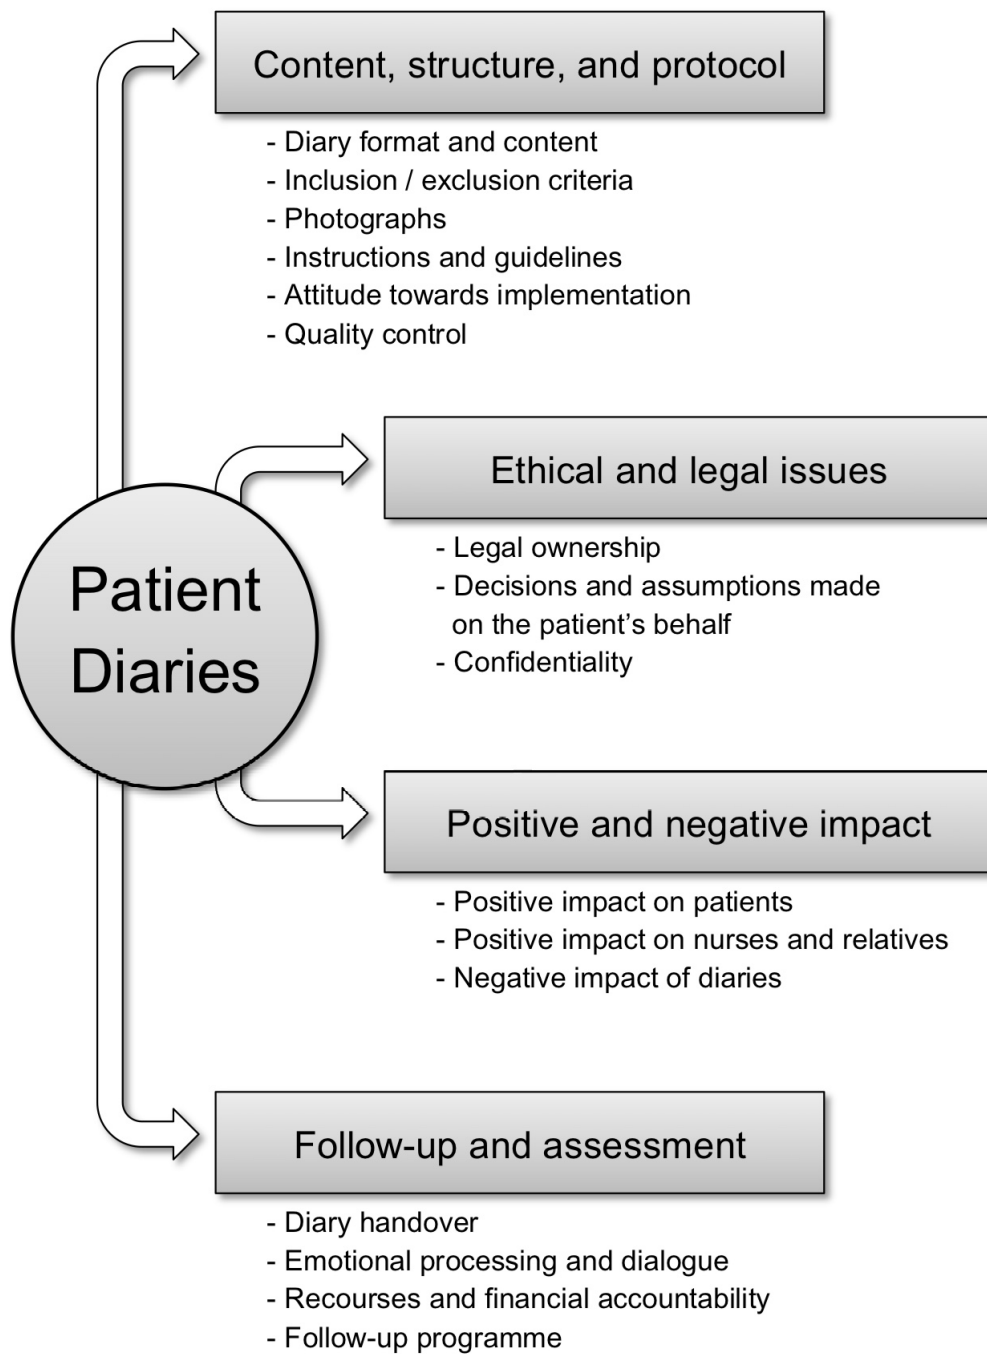 Content, structure, and protocol
- Diary format and content
- Inclusion / exclusion criteria
- Photographs
- Instructions and guidelines
- Attitude towards implementation
- Quality control
Patient
Diaries
Ethical and legal issues
- Legal ownership
- Decisions and assumptions made
on the patient’s behalf
- Confidentiality
Positive and negative impact
- Positive impact on patients
- Positive impact on nurses and relatives
- Negative impact of diaries
Follow-up and assessment
- Diary handover
- Emotional processing and dialogue
- Recourses and financial accountability
- Follow-up programme